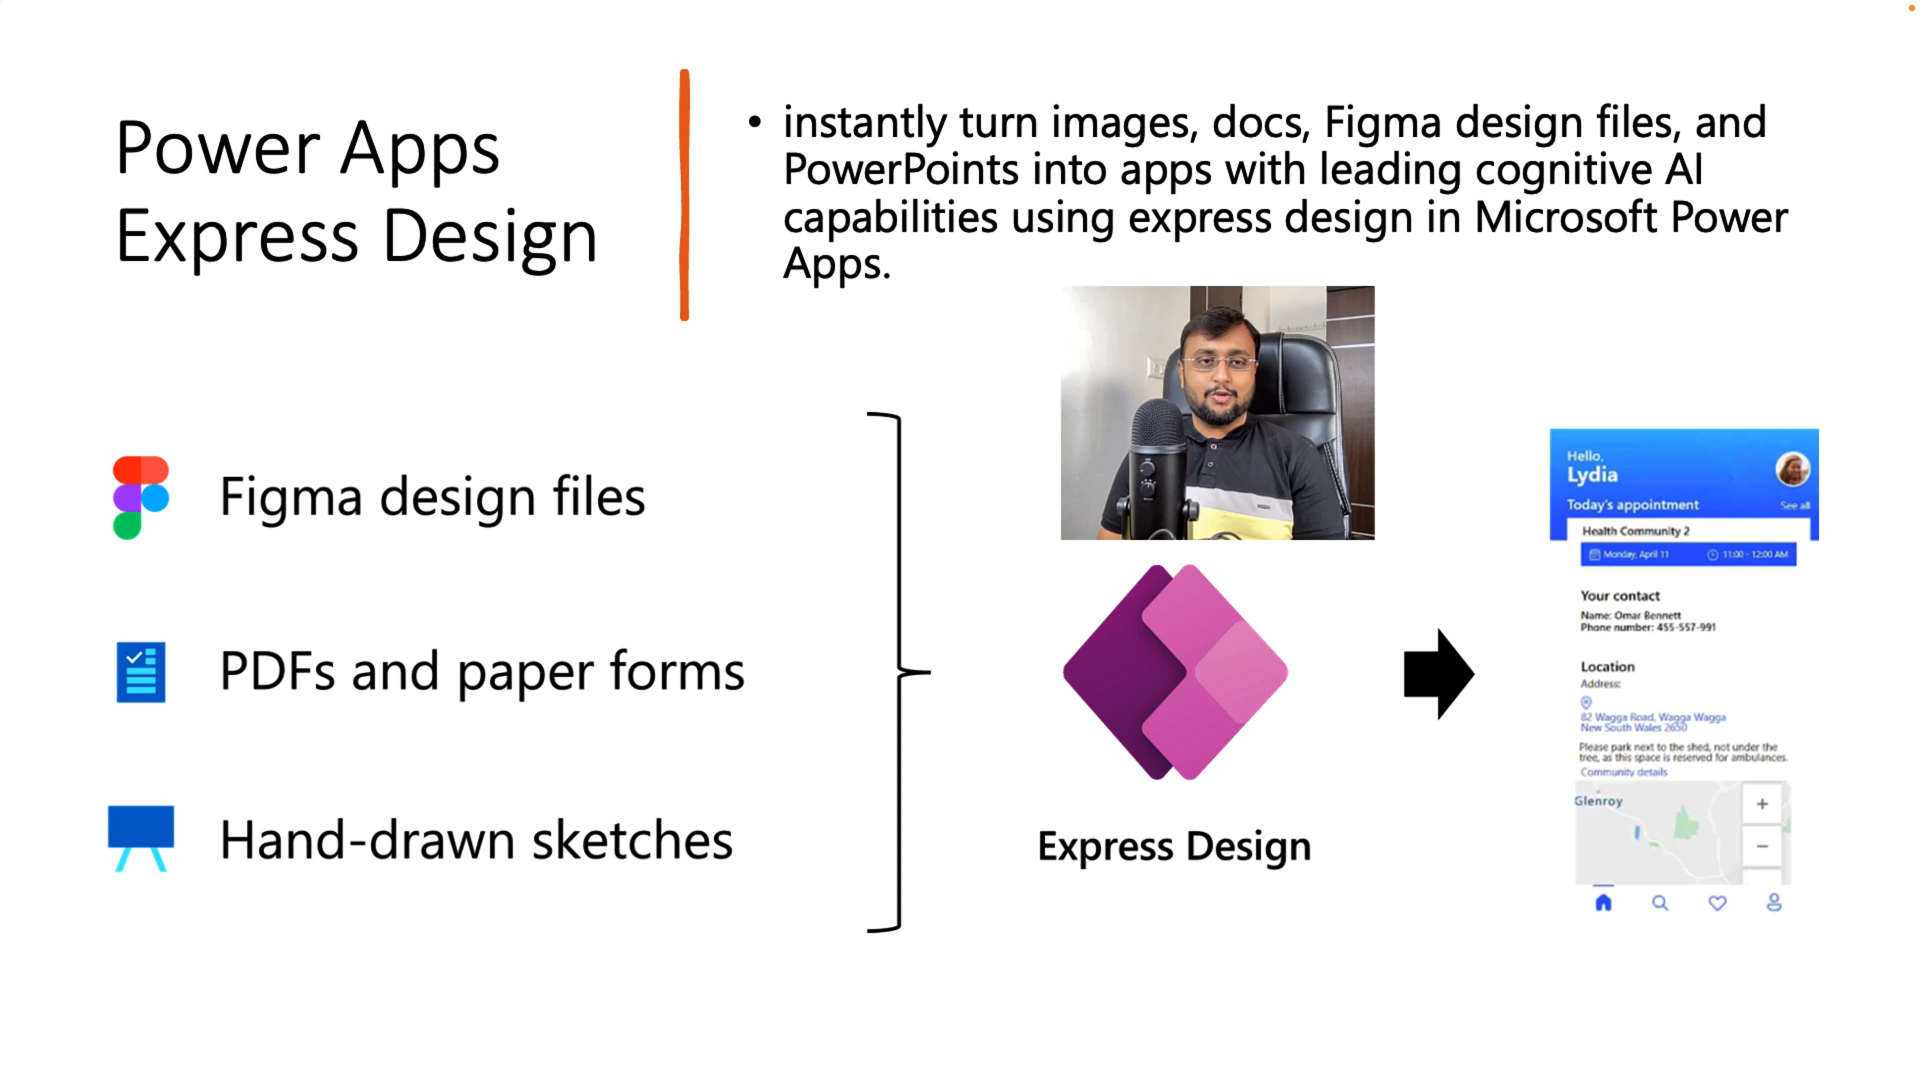 Power Apps
Express Design
• instantly turn images, docs, Figma design files, and
PowerPoints into apps with leading cognitive AI
capabilities using express design in Microsoft Power
Apps.
Figma design files
PDFs and paper forms
Hand-drawn sketches
Express Design
Hello,
Lydia
Today's appointment
See all
Health Community 2
Monday, April 11
11:00 - 12:00 AM
Your contact
Name: Omar Bennett
Phone number: 455-557-991
Location
Address:
82 Wagga Road, Wagga Wagga
New South Wales 2650
Please park next to the shed, not under the
tree, as this space is reserved for ambulances.
Community details
Glenroy
+
−